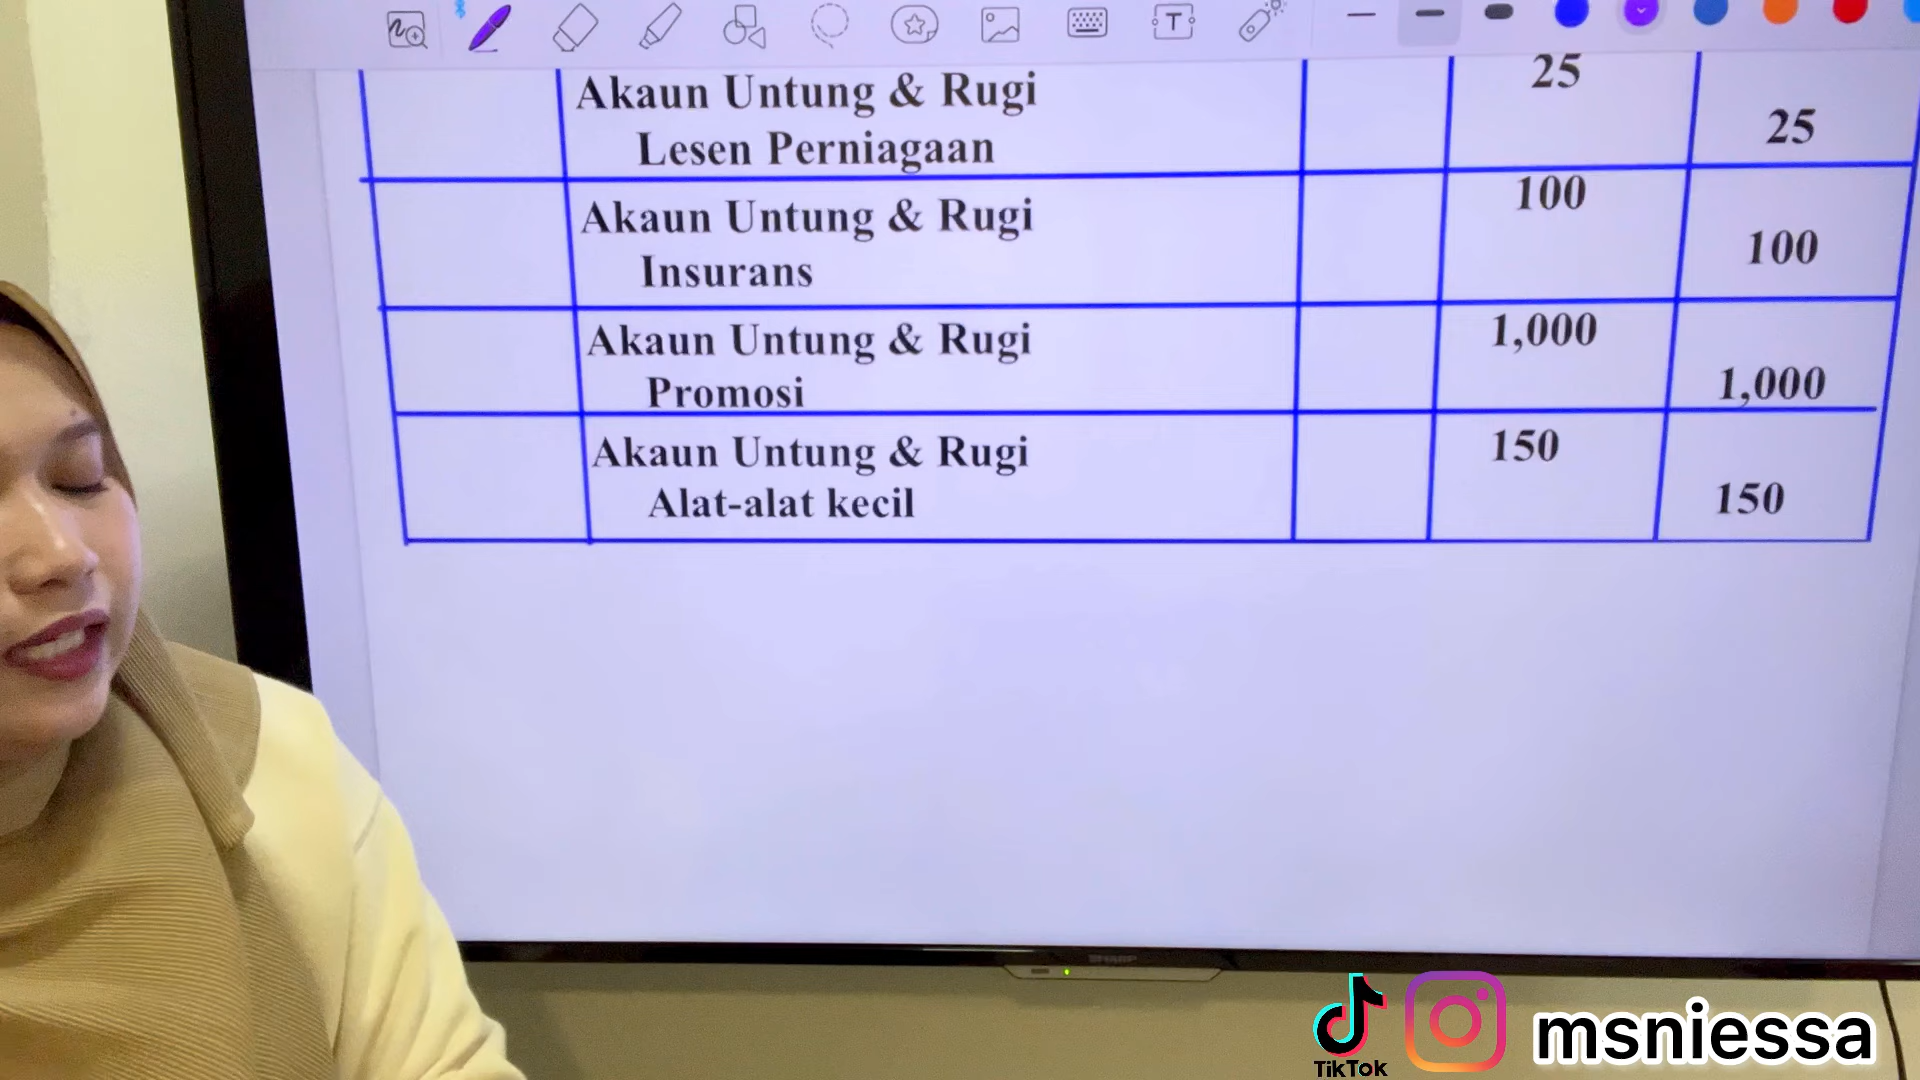 T
Akaun Untung & Rugi 25
Lesen Perniagaan 25
Akaun Untung & Rugi 100
Insurans 100
Akaun Untung & Rugi 1,000
Promosi 1,000
Akaun Untung & Rugi 150
Alat-alat kecil 150
SHARP
TikTok
msniessa